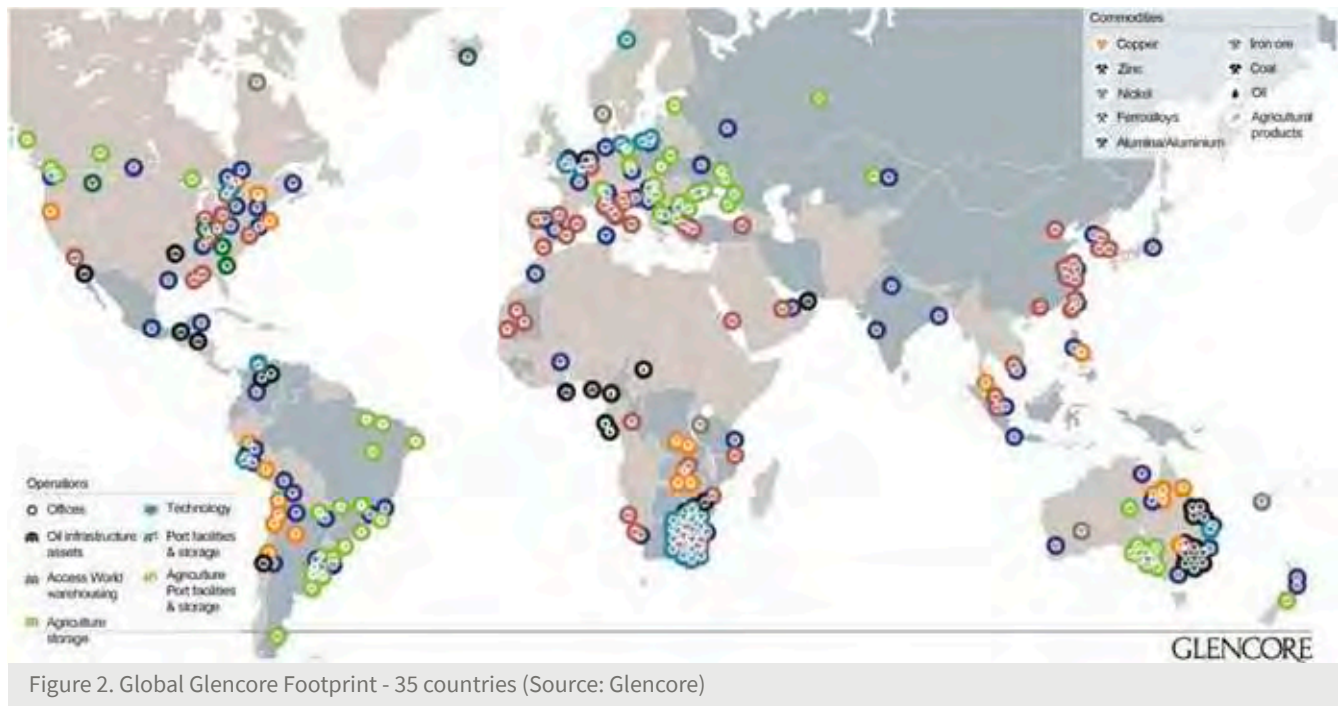 Commodities
Copper
Iron ore
Zinc
Coal
Nickel
Oil
Ferroalloys
Agricultural
products
Alumina/Aluminium
Operations
Offices
Technology
Oil infrastructure
assets
Port facilities
& storage
Access World
warehousing
Agriculture
Port facilities
& storage
Agriculture
storage
GLENCORE
Figure 2. Global Glencore Footprint - 35 countries (Source: Glencore)